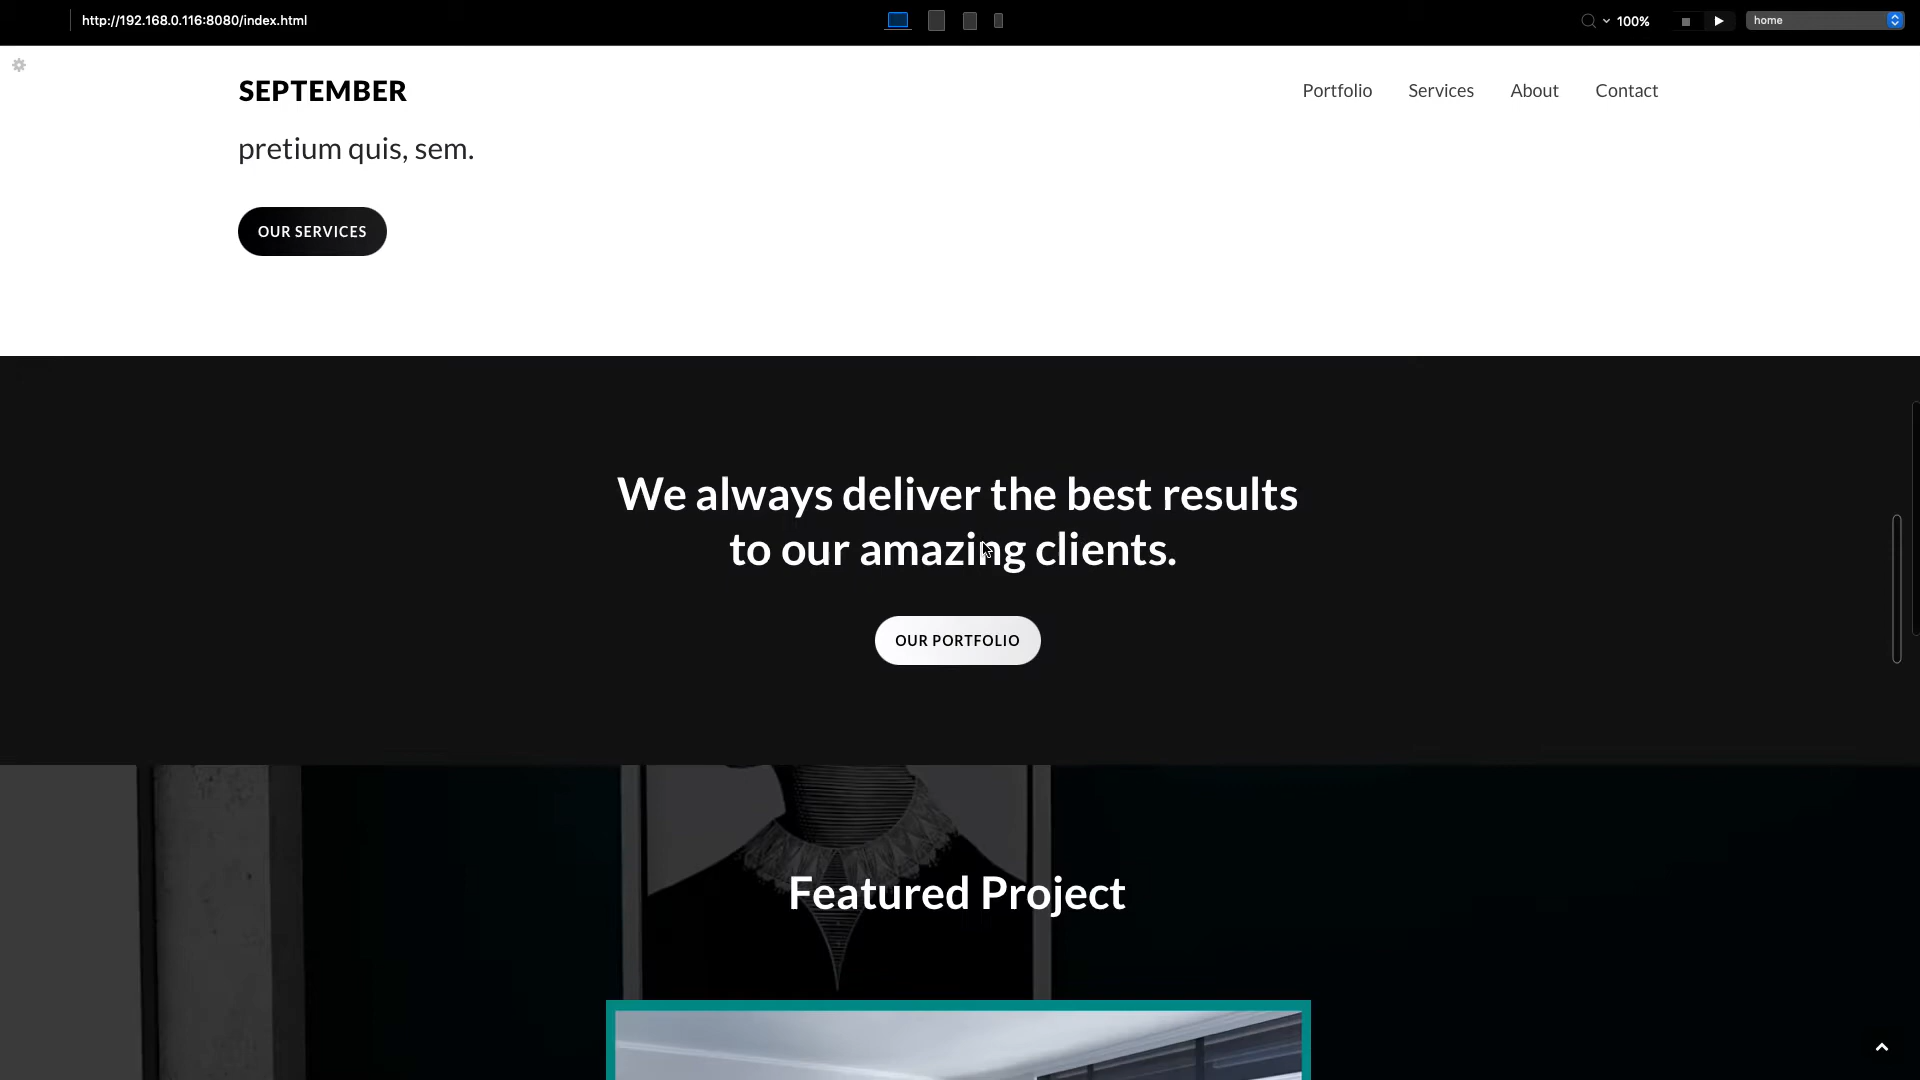 http://192.168.0.116:8080/index.html
100%
home
SEPTEMBER
Portfolio
Services
About
Contact
pretium quis, sem.
OUR SERVICES
We always deliver the best results
to our amazing clients.
OUR PORTFOLIO
Featured Project